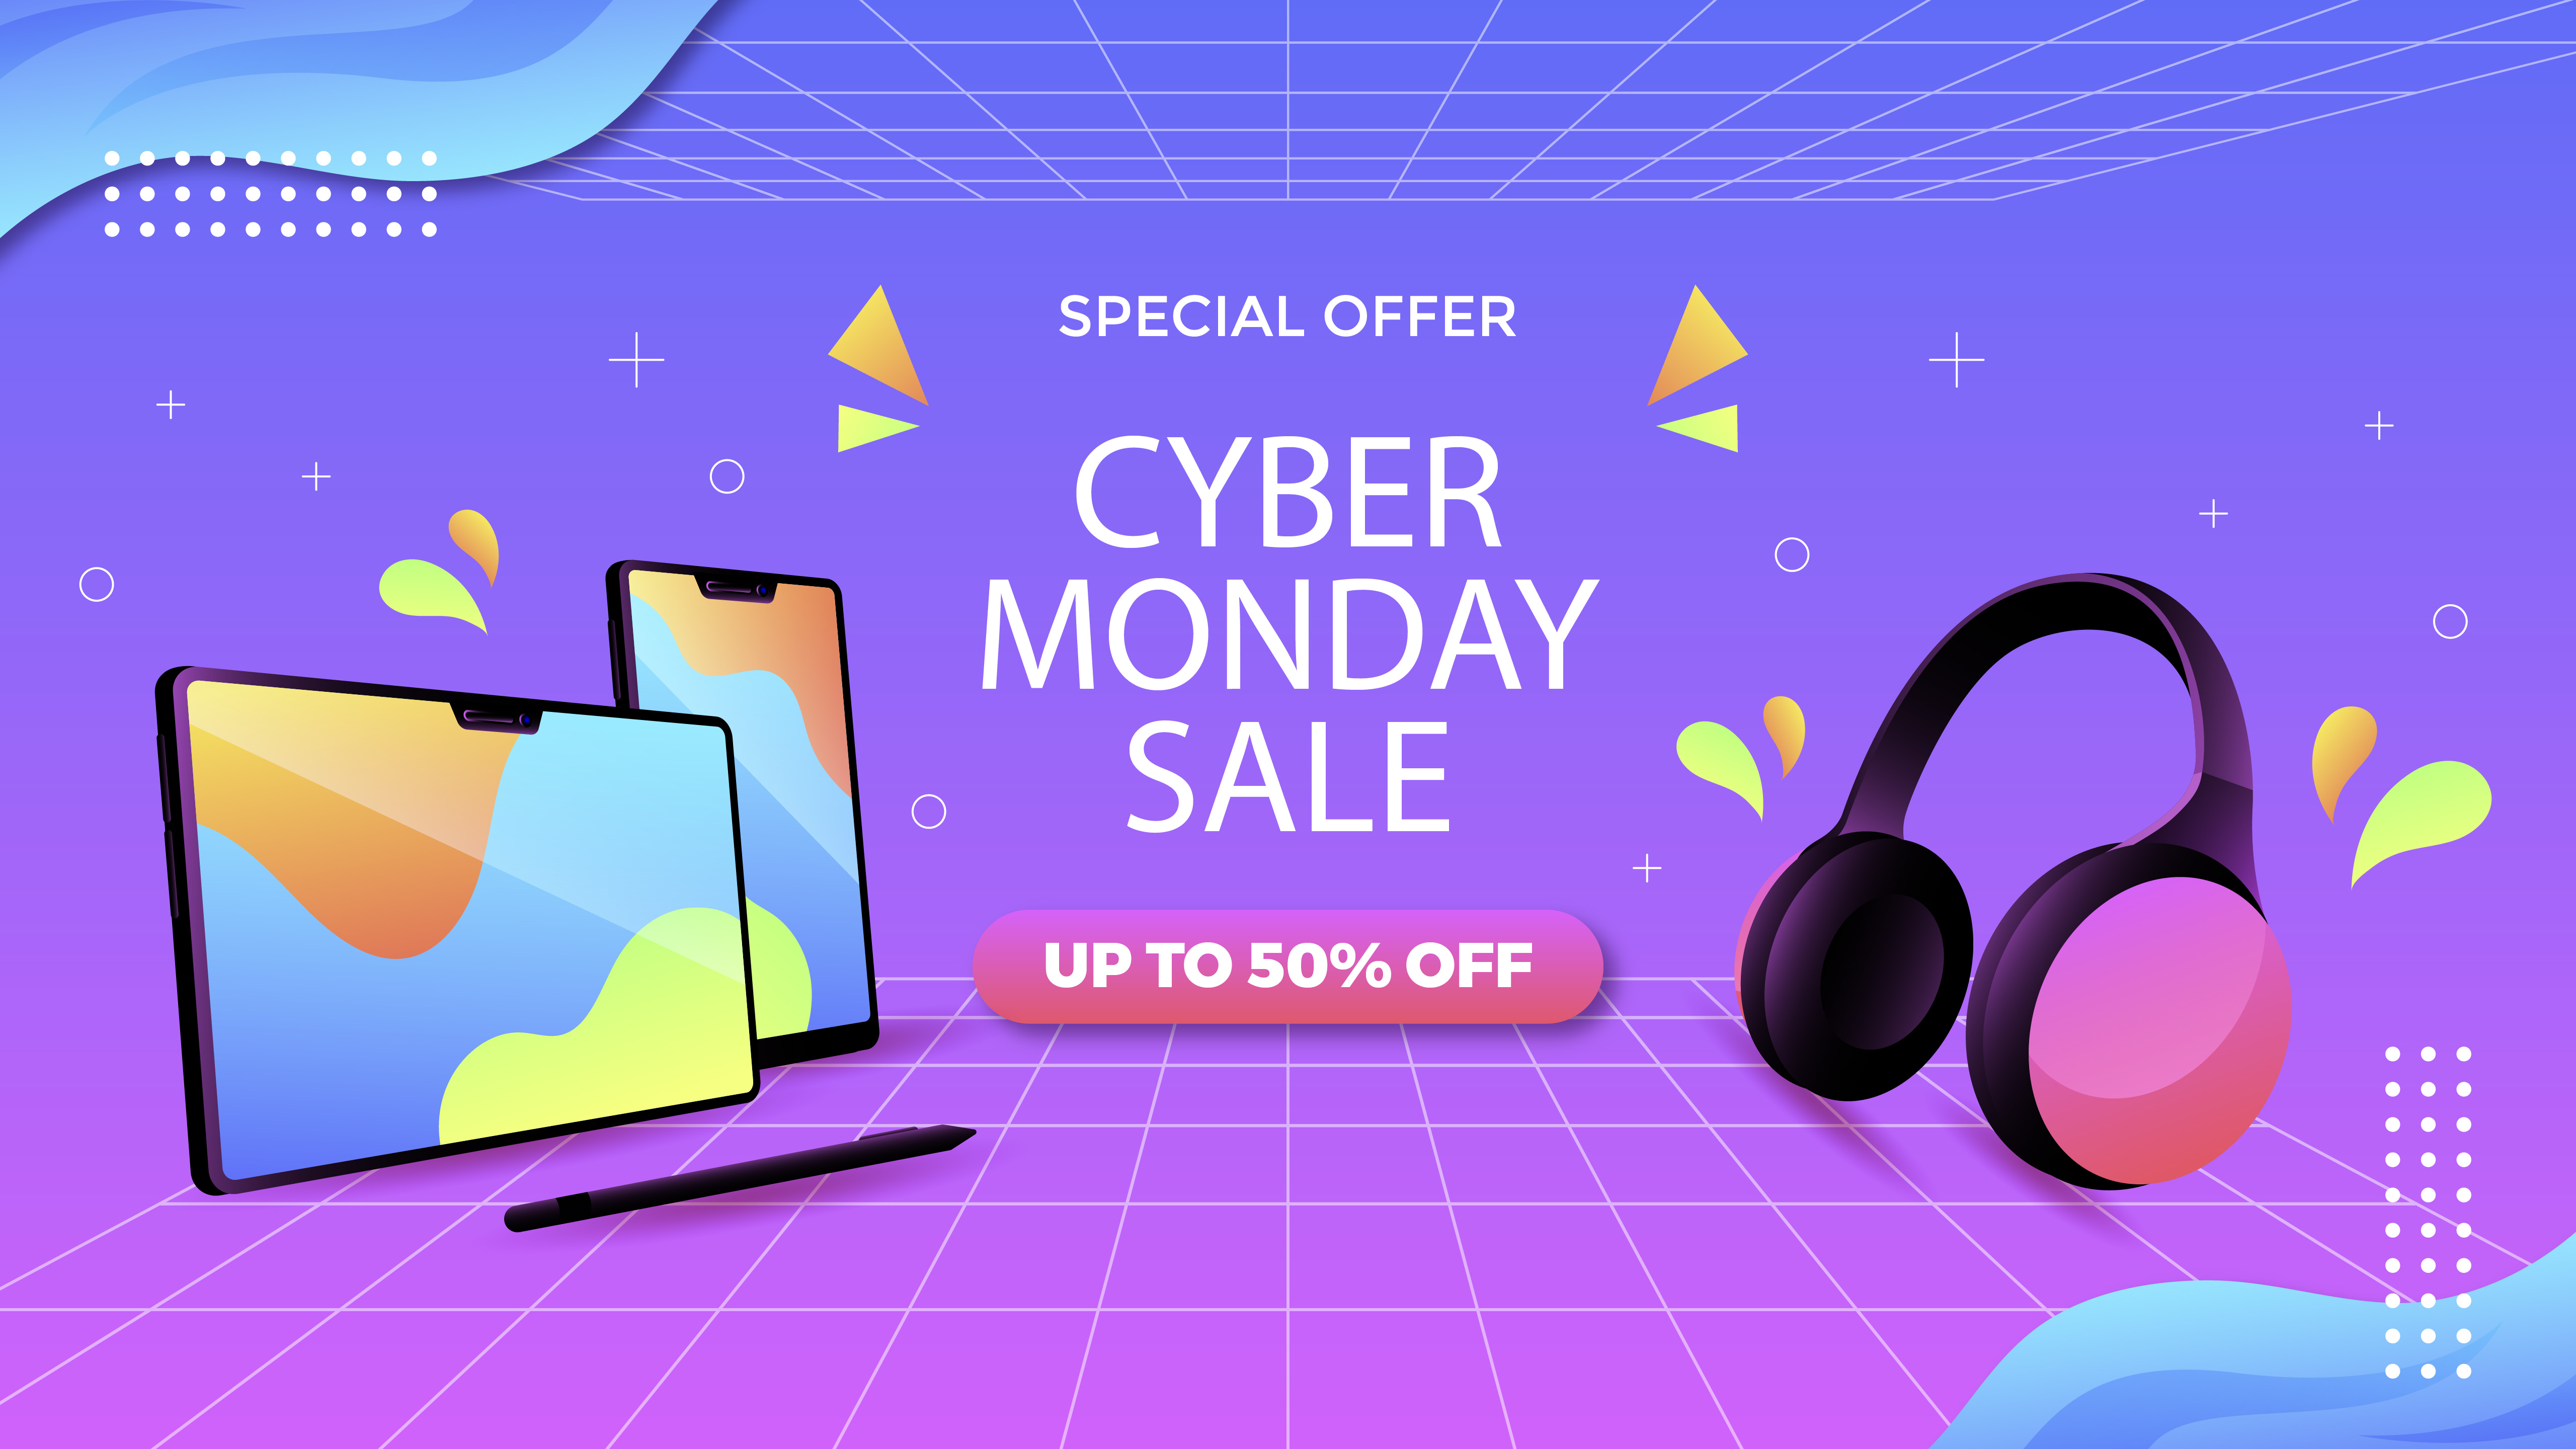 SPECIAL OFFER
CYBER
MONDAY
SALE
UP TO 50% OFF